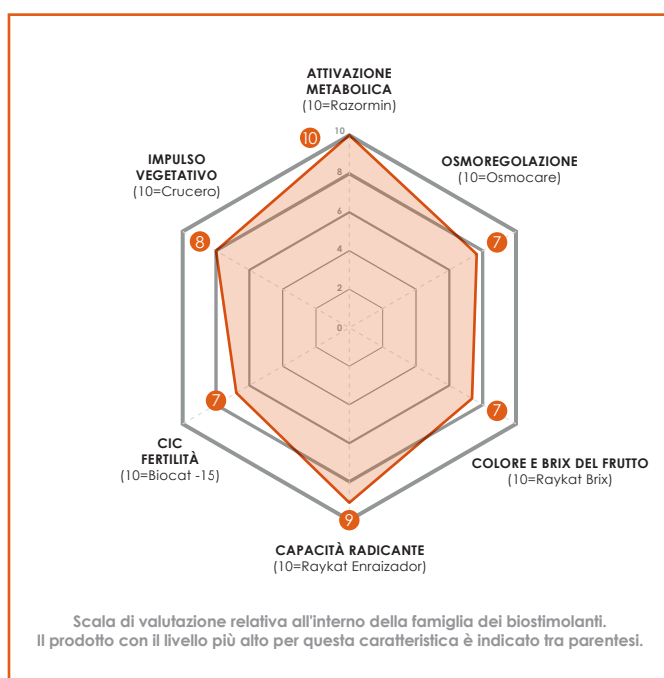 ATTIVAZIONE
METABOLICA
(10=Razormin)
10
10
IMPULSO
VEGETATIVO
(10=Crucero)
OSMOREGOLAZIONE
(10=Osmocare)
8
8
7
6
4
2
0
7
7
CIC
FERTILITÀ
(10=Biocat -15)
COLORE E BRIX DEL FRUTTO
(10=Raykat Brix)
9
CAPACITÀ RADICANTE
(10=Raykat Enraizador)
Scala di valutazione relativa all'interno della famiglia dei biostimolanti.
Il prodotto con il livello più alto per questa caratteristica è indicato tra parentesi.